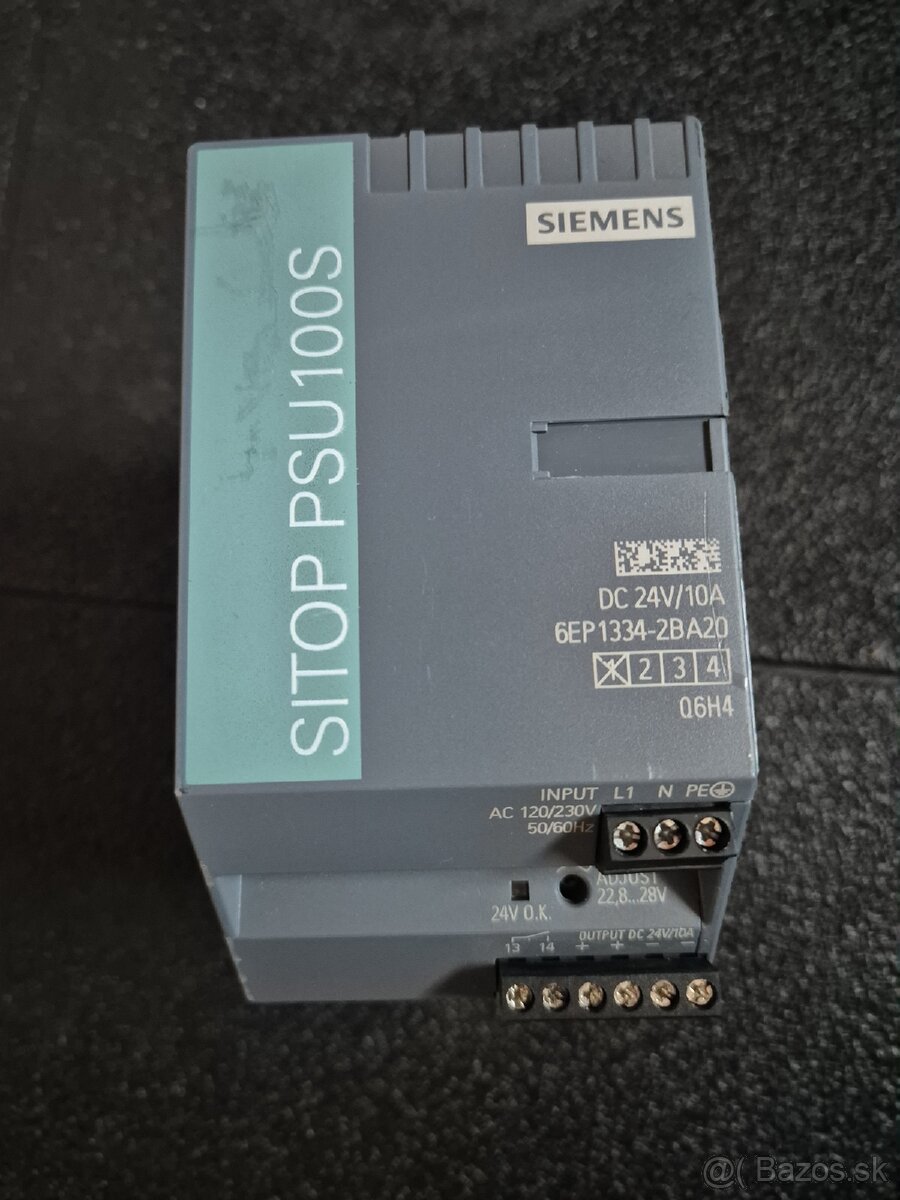 SIEMENS
SITOP PSU100S
DC 24V/10A
6EP1334-2BA20
1 2 3 4
Q6H4
INPUT L1 N PE
AC 120/230V
50/60Hz
ADJUST
22,8...28V
24V O.K.
OUTPUT DC 24V/10A
13 14 + + − −
@( Bazos.sk